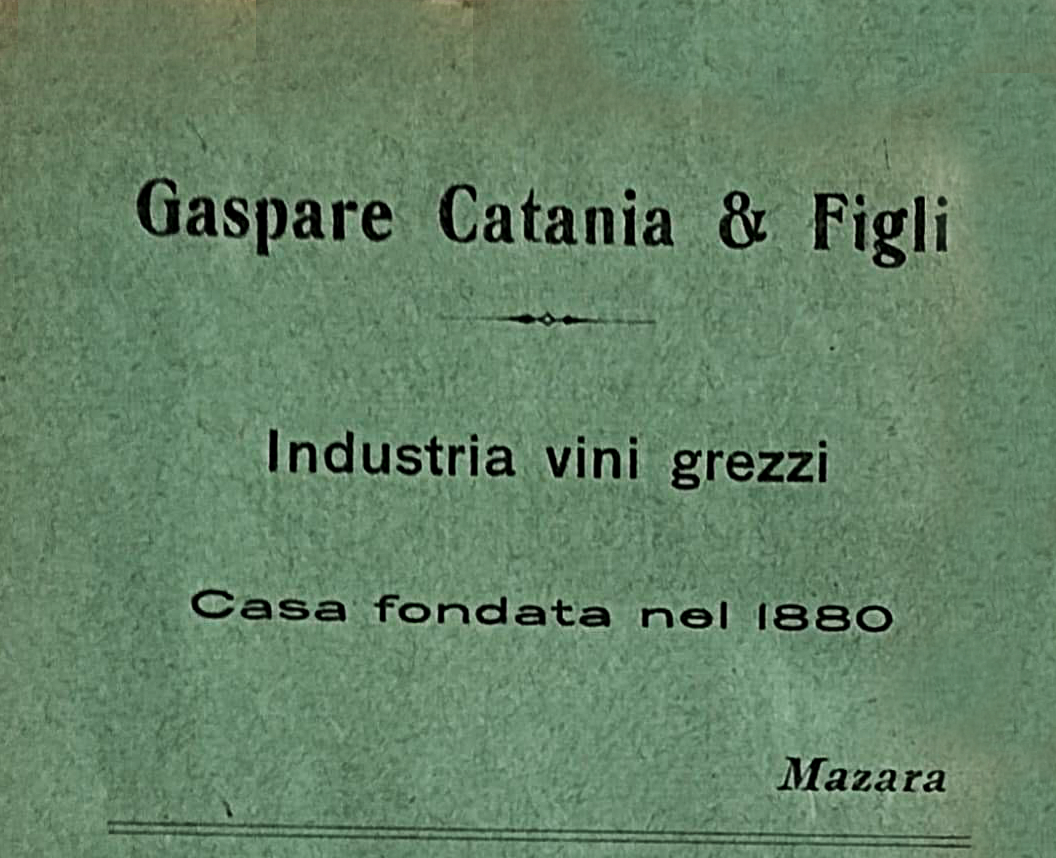 Gaspare Catania & Figli
Industria vini grezzi
Casa fondata nel 1880
Mazara